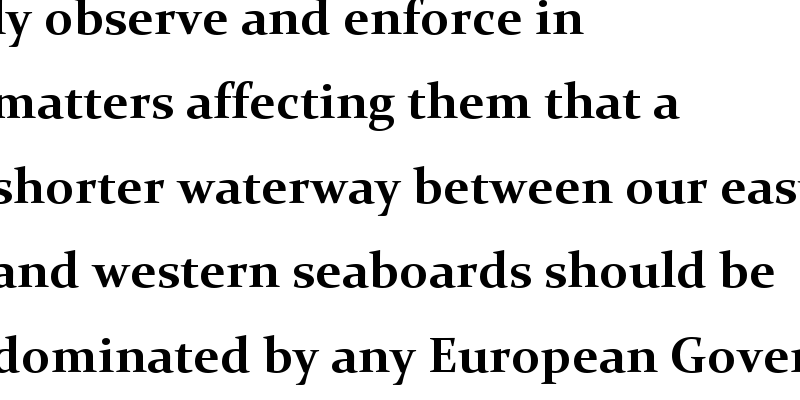 ly observe and enforce in
matters affecting them that a
shorter waterway between our eas
and western seaboards should be
dominated by any European Gover